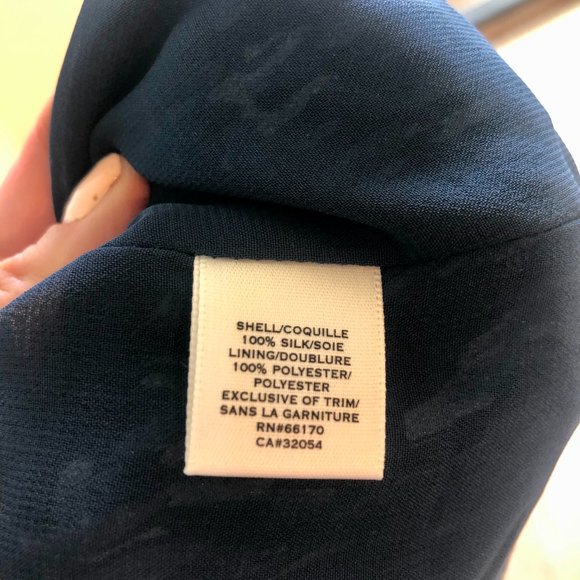 SHELL/COQUILLE
100% SILK/SOIE
LINING/DOUBLURE
100% POLYESTER/
POLYESTER
EXCLUSIVE OF TRIM/
SANS LA GARNITURE
RN#66170
CA#32054